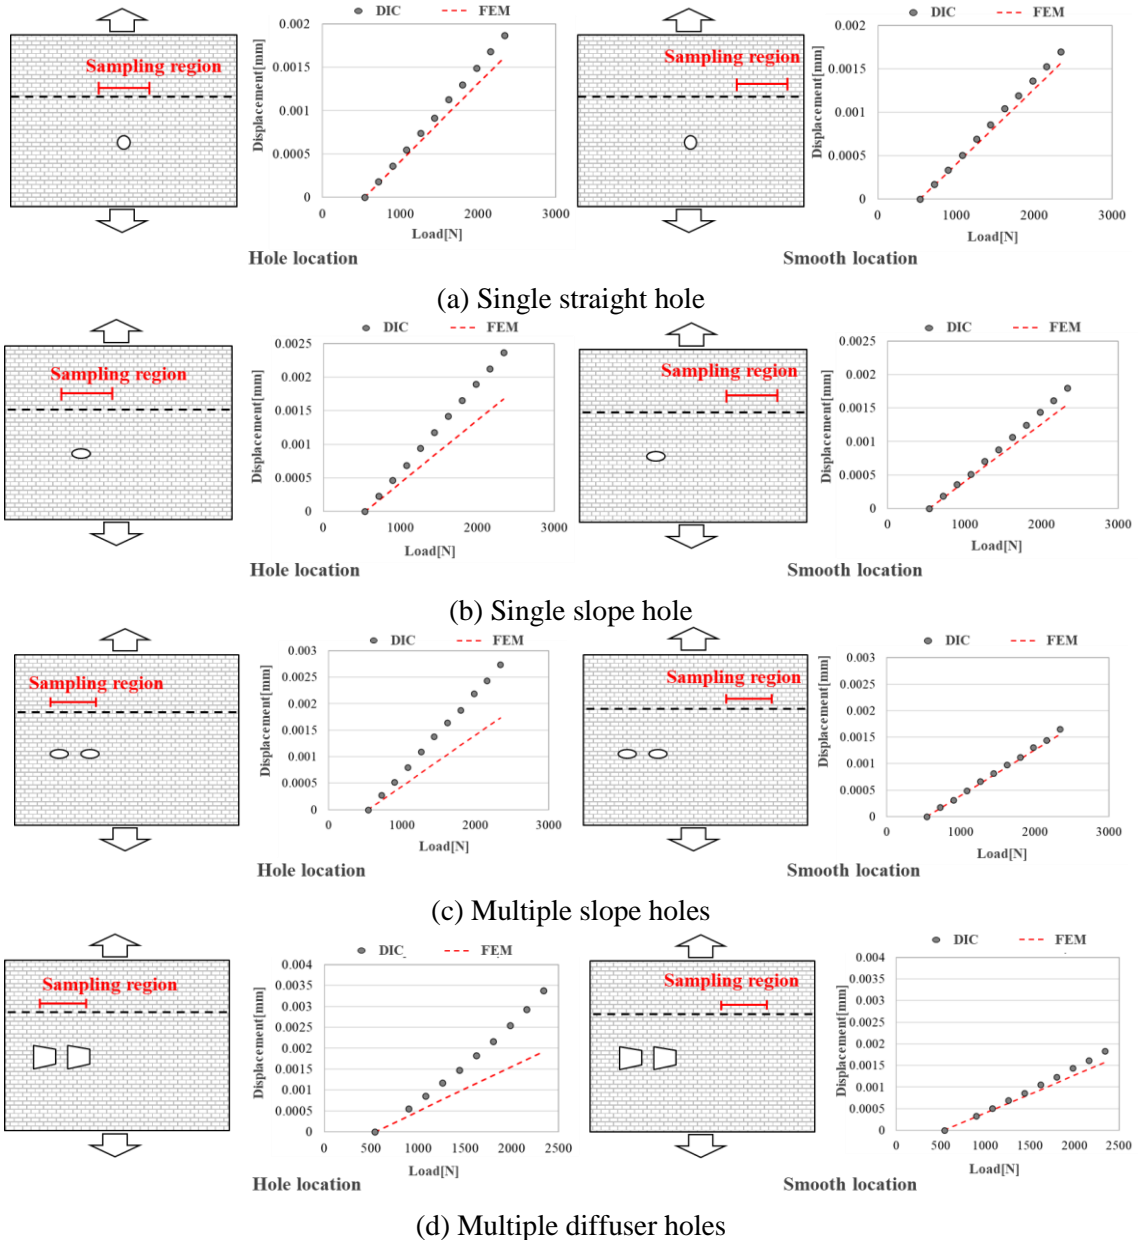 DIC FEM
0.002
0.0015
0.001
0.0005
0
Displacement[mm]
0 1000 2000 3000
Load[N]
Sampling region
Hole location
DIC FEM
0.002
0.0015
0.001
0.0005
0
Displacement[mm]
0 1000 2000 3000
Load[N]
Sampling region
Smooth location
(a) Single straight hole
DIC FEM
0.0025
0.002
0.0015
0.001
0.0005
0
Displacement[mm]
0 1000 2000 3000
Load[N]
Sampling region
Hole location
DIC FEM
0.0025
0.002
0.0015
0.001
0.0005
0
Displacement[mm]
0 1000 2000 3000
Load[N]
Sampling region
Smooth location
(b) Single slope hole
DIC FEM
0.003
0.0025
0.002
0.0015
0.001
0.0005
0
Displacement[mm]
0 1000 2000 3000
Load[N]
Sampling region
Hole location
DIC FEM
0.003
0.0025
0.002
0.0015
0.001
0.0005
0
Displacement[mm]
0 1000 2000 3000
Load[N]
Sampling region
Smooth location
(c) Multiple slope holes
DIC FEM
0.004
0.0035
0.003
0.0025
0.002
0.0015
0.001
0.0005
0
Displacement[mm]
0 500 1000 1500 2000 2500
Load[N]
Sampling region
Hole location
DIC FEM
0.004
0.0035
0.003
0.0025
0.002
0.0015
0.001
0.0005
0
Displacement[mm]
0 500 1000 1500 2000 2500
Load[N]
Sampling region
Smooth location
(d) Multiple diffuser holes